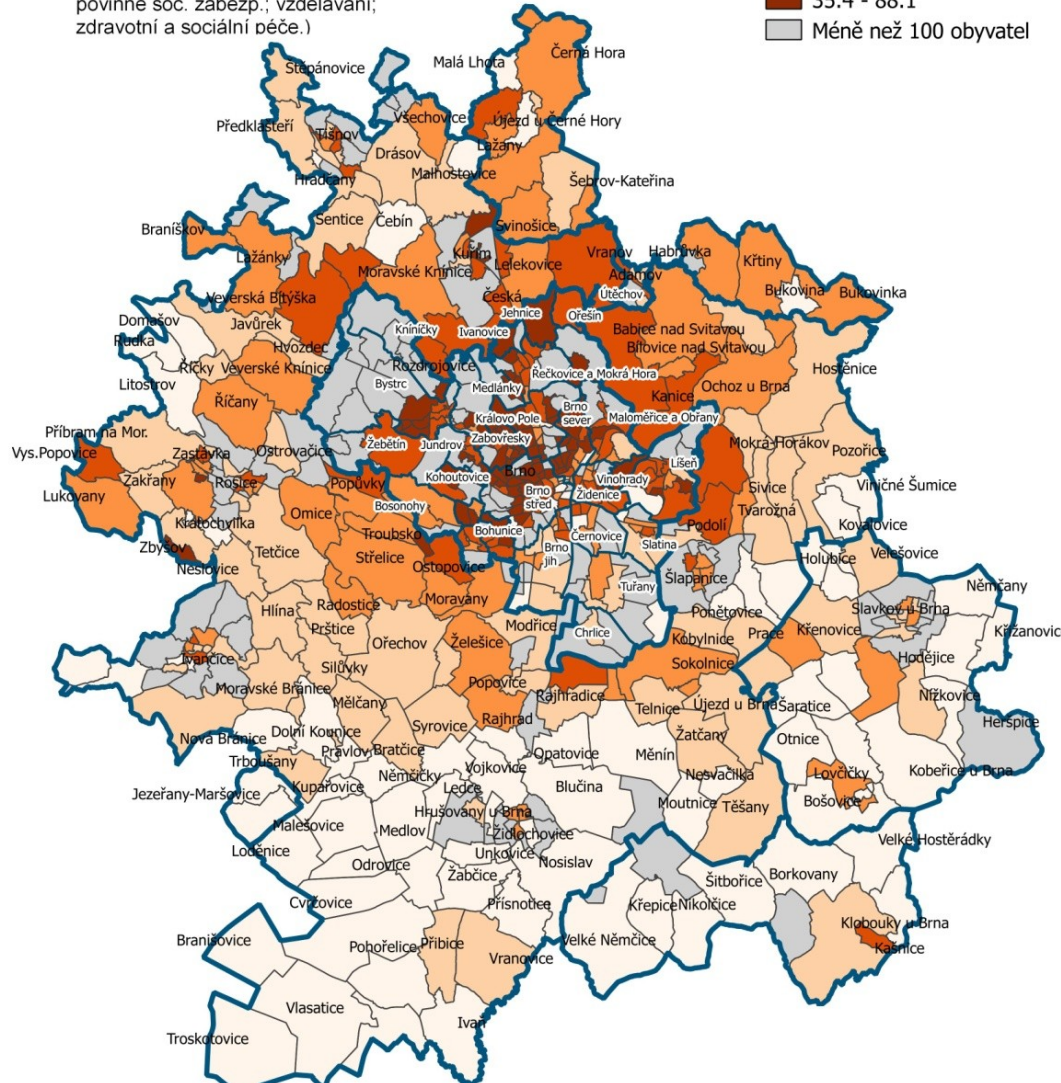 povinné soc. zabezp.; vzdělávání;
zdravotní a sociální péče.)
35.4 - 88.1
Méně než 100 obyvatel
Štěpánovice
Malá Lhota
Černá Hora
Předklášteří
Tišnov
Všechovice
Újezd u Černé Hory
Lažany
Drásov
Hradčany
Malhostovice
Šebrov-Kateřina
Sentice
Čebín
Svinošice
Braníškov
Lažánky
Moravské Knínice
Kuřim
Lelekovice
Vranov
Habrůvka
Křtiny
Adamov
Útěchov
Bukovina
Bukovinka
Veverská Bítýška
Česká
Jehnice
Ořešín
Domašov
Javůrek
Kníničky
Ivanovice
Babice nad Svitavou
Rudka
Hvozdec
Bílovice nad Svitavou
Říčky
Veverské Knínice
Rozdrojovice
Řečkovice a Mokrá Hora
Hostěnice
Litostrov
Bystrc
Medlánky
Kanice
Ochoz u Brna
Říčany
Královo Pole
Brno
sever
Maloměřice a Obřany
Příbram na Mor.
Žebětín
Jundrov
Žabovřesky
Mokrá-Horákov
Vys.Popovice
Zastávka
Ostrovačice
Líšeň
Pozořice
Zakřany
Rosice
Popůvky
Kohoutovice
Brno
Vinohrady
Sivice
Viničné Šumice
Lukovany
Omice
Bosonohy
Brno
střed
Židenice
Tvarožná
Kratochvilka
Troubsko
Bohunice
Černovice
Podolí
Kovalovice
Zbýšov
Tetčice
Střelice
Brno
jih
Slatina
Holubice
Velešovice
Neslovice
Ostopovice
Tuřany
Šlapanice
Němčany
Hlína
Radostice
Moravany
Ponětovice
Slavkov u Brna
Prštice
Modřice
Chrlice
Křižanovic
Ořechov
Želešice
Kobylnice
Prace
Křenovice
Ivančice
Silůvky
Sokolnice
Hodějice
Moravské Bránice
Popovice
Rajhradice
Mělčany
Újezd u Brna
Šaratice
Nížkovice
Syrovice
Rajhrad
Telnice
Heršpice
Nová Bránice
Dolní Kounice
Žatčany
Otnice
Pravlov
Bratčice
Opatovice
Měnín
Trboušany
Němčičky
Vojkovice
Nesvačilka
Lovčičky
Kobeřice u Brna
Jezeřany-Maršovice
Kupařovice
Ledce
Blučina
Moutnice
Těšany
Bošovice
Hrušovany u Brna
Malešovice
Medlov
Židlochovice
Velké Hostěrádky
Loděnice
Unkovice
Nosislav
Odrovice
Žabčice
Šitbořice
Borkovany
Cvrčovice
Přísnotice
Křepice
Nikolčice
Klobouky u Brna
Branišovice
Pohořelice
Přibice
Vranovice
Velké Němčice
Kašnice
Vlasatice
Ivaň
Troskotovice